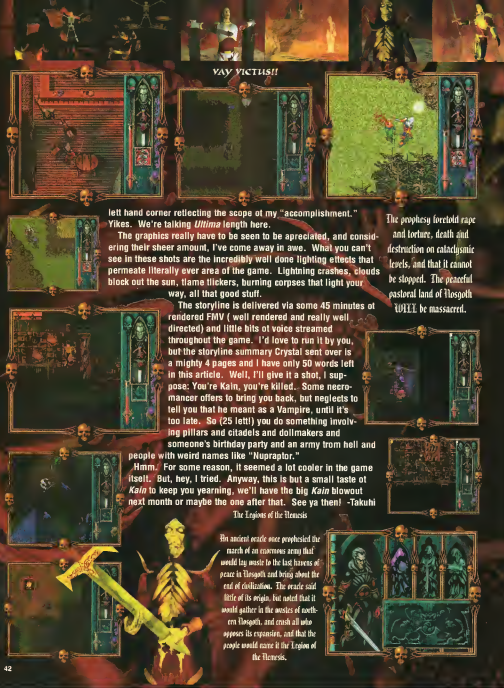 VAY VICTUS!!
left hand corner reflecting the scope of my "accomplishment."
Yikes. We're talking Ultima length here.
The graphics really have to be seen to be apreciated, and consid-
ering their sheer amount, I've come away in awe. What you can't
see in these shots are the incredibly well done lighting effects that
permeate literally ever area of the game. Lightning crashes, clouds
block out the sun, flame flickers, burning corpses that light your
way, all that good stuff.
The storyline is delivered via some 45 minutes of
rendered FMV ( well rendered and really well
directed) and little bits of voice streamed
throughout the game. I'd love to run it by you,
but the storyline summary Crystal sent over is
a mighty 4 pages and I have only 50 words left
in this article. Well, I'll give it a shot, I sup-
pose: You're Kain, you're killed. Some necro-
mancer offers to bring you back, but neglects to
tell you that he meant as a Vampire, until it's
too late. So (25 left!) you do something involv-
ing pillars and citadels and dollmakers and
someone's birthday party and an army from hell and
people with weird names like "Nupraptor."
Hmm. For some reason, it seemed a lot cooler in the game
itself. But, hey, I tried. Anyway, this is but a small taste of
Kain to keep you yearning, we'll have the big Kain blowout
next month or maybe the one after that. See ya then! -Takuhi
The prophesy foretold rape
and torture, death and
destruction on cataclysmic
levels, and that it cannot
be stopped. The peaceful
pastoral land of Nosgoth
WILL be massacred.
The Legions of the Nemesis
An ancient oracle once prophesied the
march of an enormous army that
would lay waste to the last havens of
peace in Nosgoth and bring about the
end of civilization. The oracle said
little of its origin, but noted that it
would gather in the wastes of north-
ern Nosgoth, and crush all who
opposes its expansion, and that the
people would name it the Legion of
the Nemesis.
42